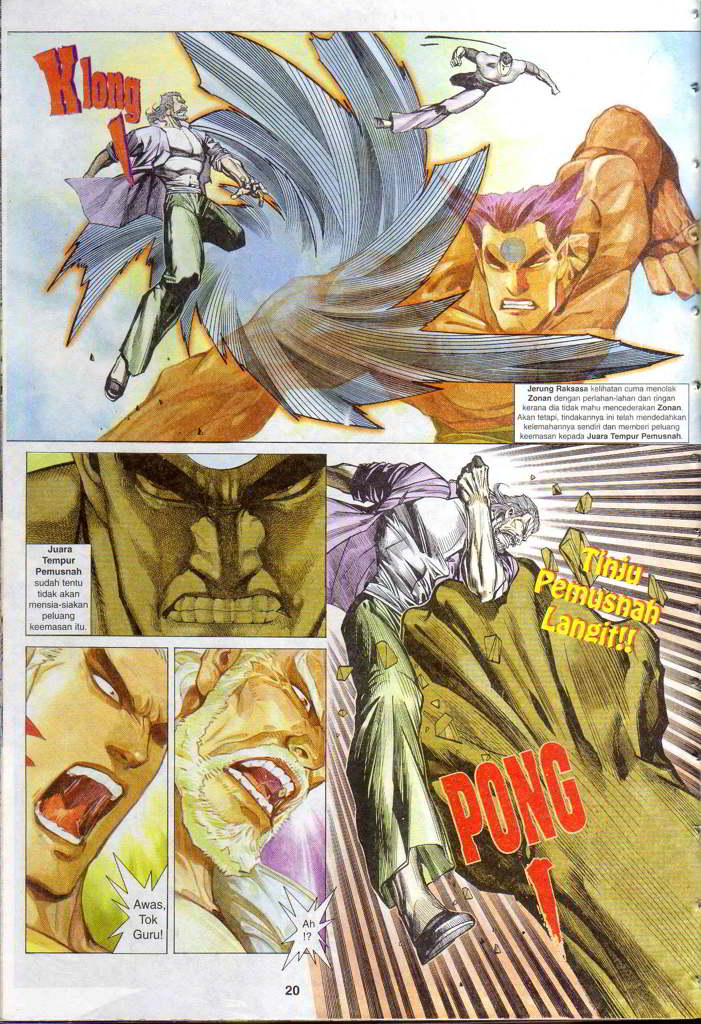 Klong!
Jerung Raksasa kelihatan cuma menolak
Zonan dengan perlahan-lahan dan ringan
kerana dia tidak mahu mencederakan Zonan.
Akan tetapi, tindakannya ini telah mendedahkan
kelemahannya sendiri dan memberi peluang
keemasan kepada Juara Tempur Pemusnah.
Juara
Tempur
Pemusnah
sudah tentu
tidak akan
mensia-siakan
peluang
keemasan itu.
Tinju
Pemusnah
Langit!!
PONG!
Awas,
Tok
Guru!
Ah
!?
20